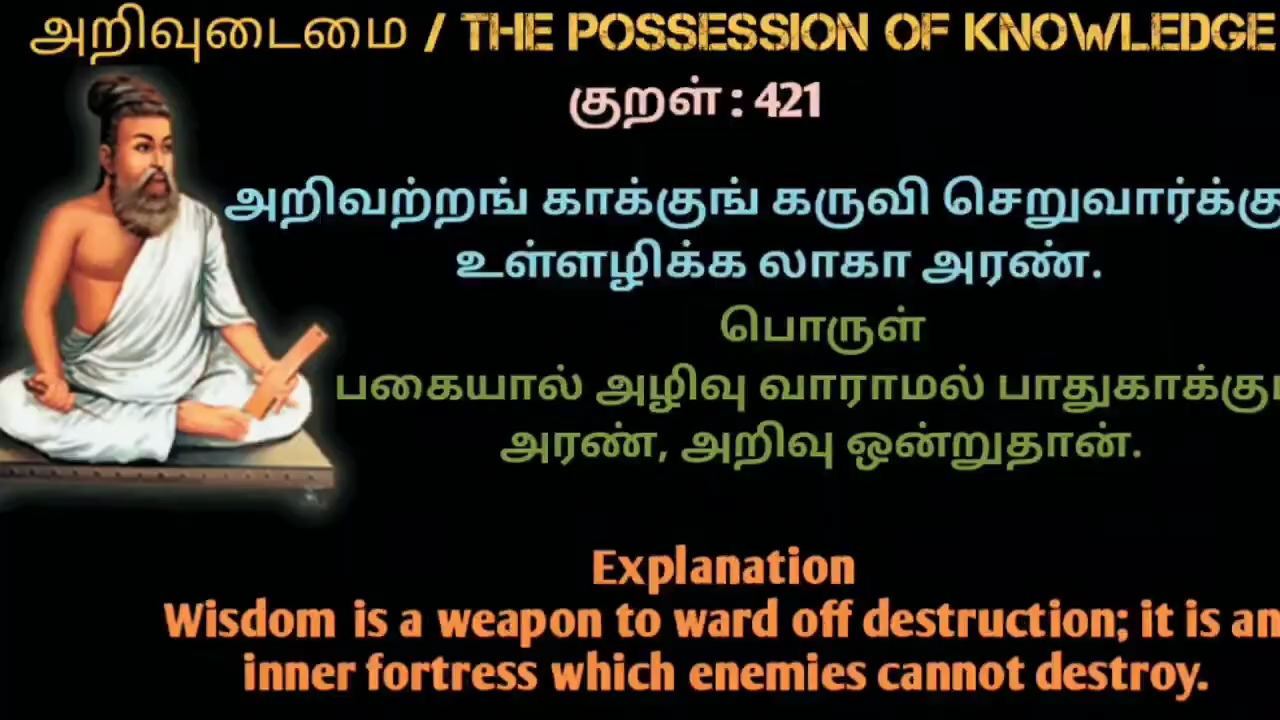 அறிவுடைமை / THE POSSESSION OF KNOWLEDGE
குறள் : 421
அறிவற்றங் காக்குங் கருவி செறுவார்க்கு
உள்ளழிக்க லாகா அரண்.
பொருள்
பகையால் அழிவு வாராமல் பாதுகாக்கு
அரண், அறிவு ஒன்றுதான்.
Explanation
Wisdom is a weapon to ward off destruction; it is an
inner fortress which enemies cannot destroy.